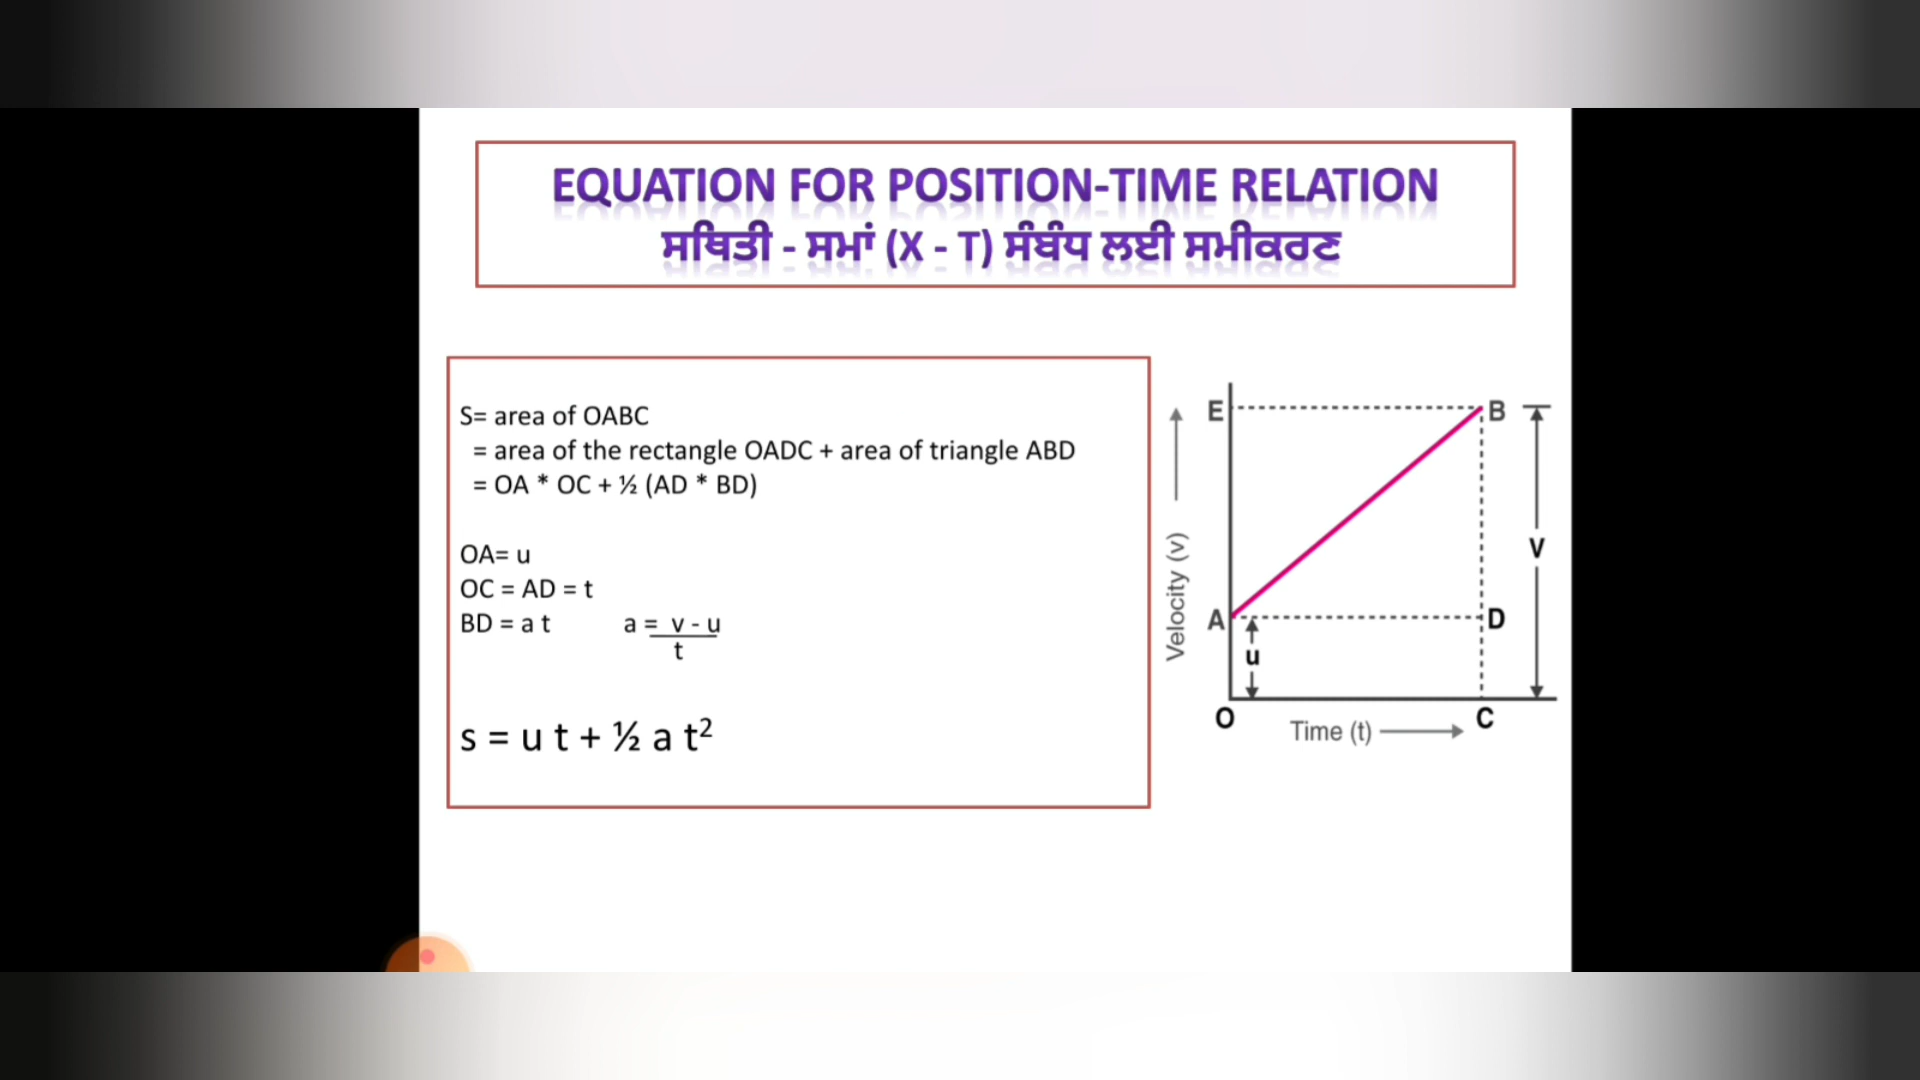 EQUATION FOR POSITION-TIME RELATION
ਸਥਿਤੀ - ਸਮਾਂ (X - T) ਸੰਬੰਧ ਲਈ ਸਮੀਕਰਣ
S= area of OABC
= area of the rectangle OADC + area of triangle ABD
= OA * OC + ½ (AD * BD)
OA= u
OC = AD = t
BD = a t a = v - u
t
s = u t + ½ a t²
E
B
V
Velocity (v)
A
D
u
O
C
Time (t)